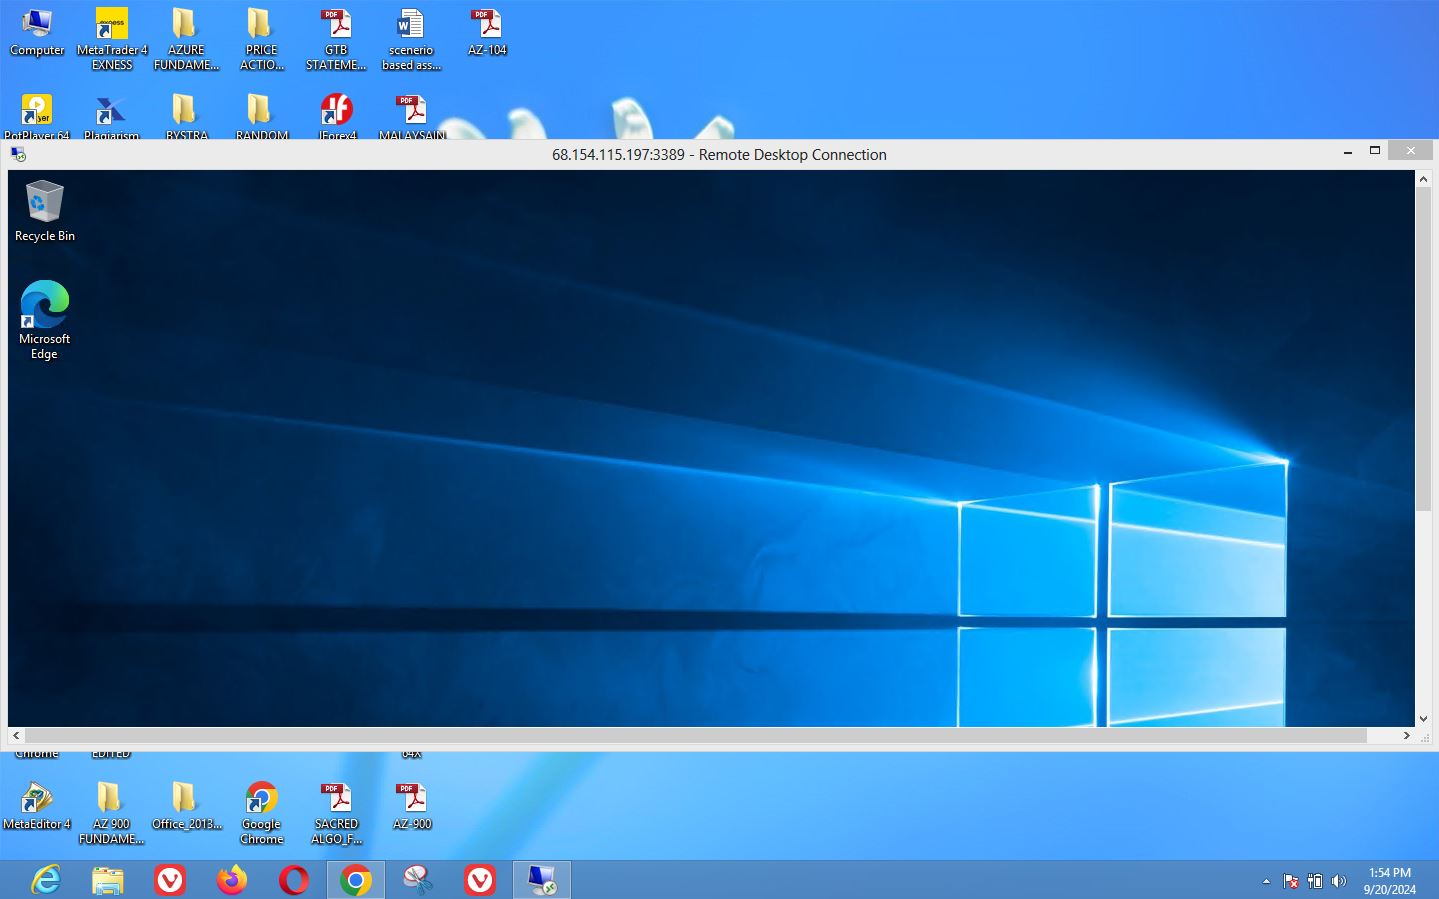 Computer
MetaTrader 4
EXNESS
AZURE
FUNDAME...
PRICE
ACTIO...
GTB
STATEME...
scenerio
based ass...
AZ-104
PotPlayer 64
Plagiarism
BYSTRA
RANDOM
IForex4
MALAYSAIN
68.154.115.197:3389 - Remote Desktop Connection
Recycle Bin
Microsoft
Edge
Chrome
EDITED
64X
MetaEditor 4
AZ 900
FUNDAME...
Office_2013...
Google
Chrome
SACRED
ALGO_F...
AZ-900
1:54 PM
9/20/2024